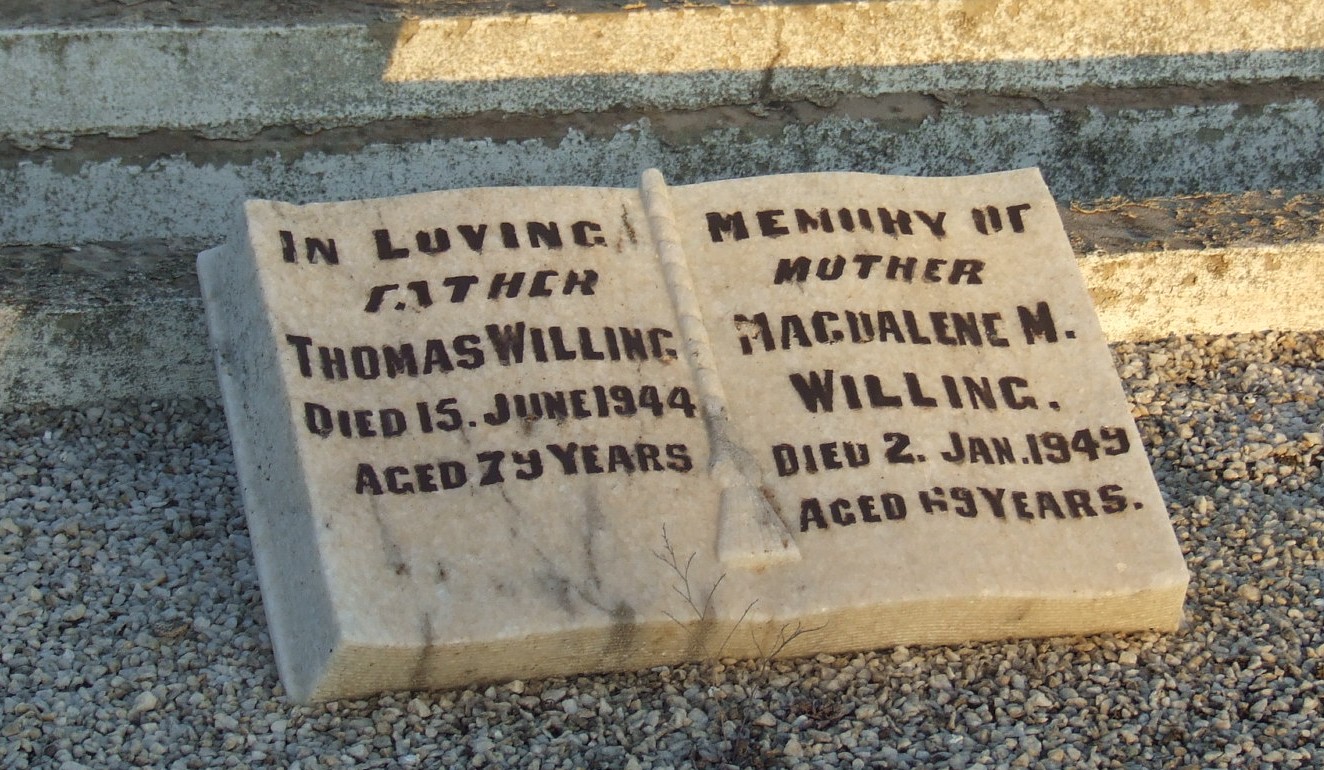 IN LOVING
FATHER
THOMAS WILLING
DIED 15. JUNE 1944
AGED 79 YEARS
MEMORY OF
MOTHER
MAGDALENE M.
WILLING.
DIED 2. JAN. 1949
AGED 69 YEARS.